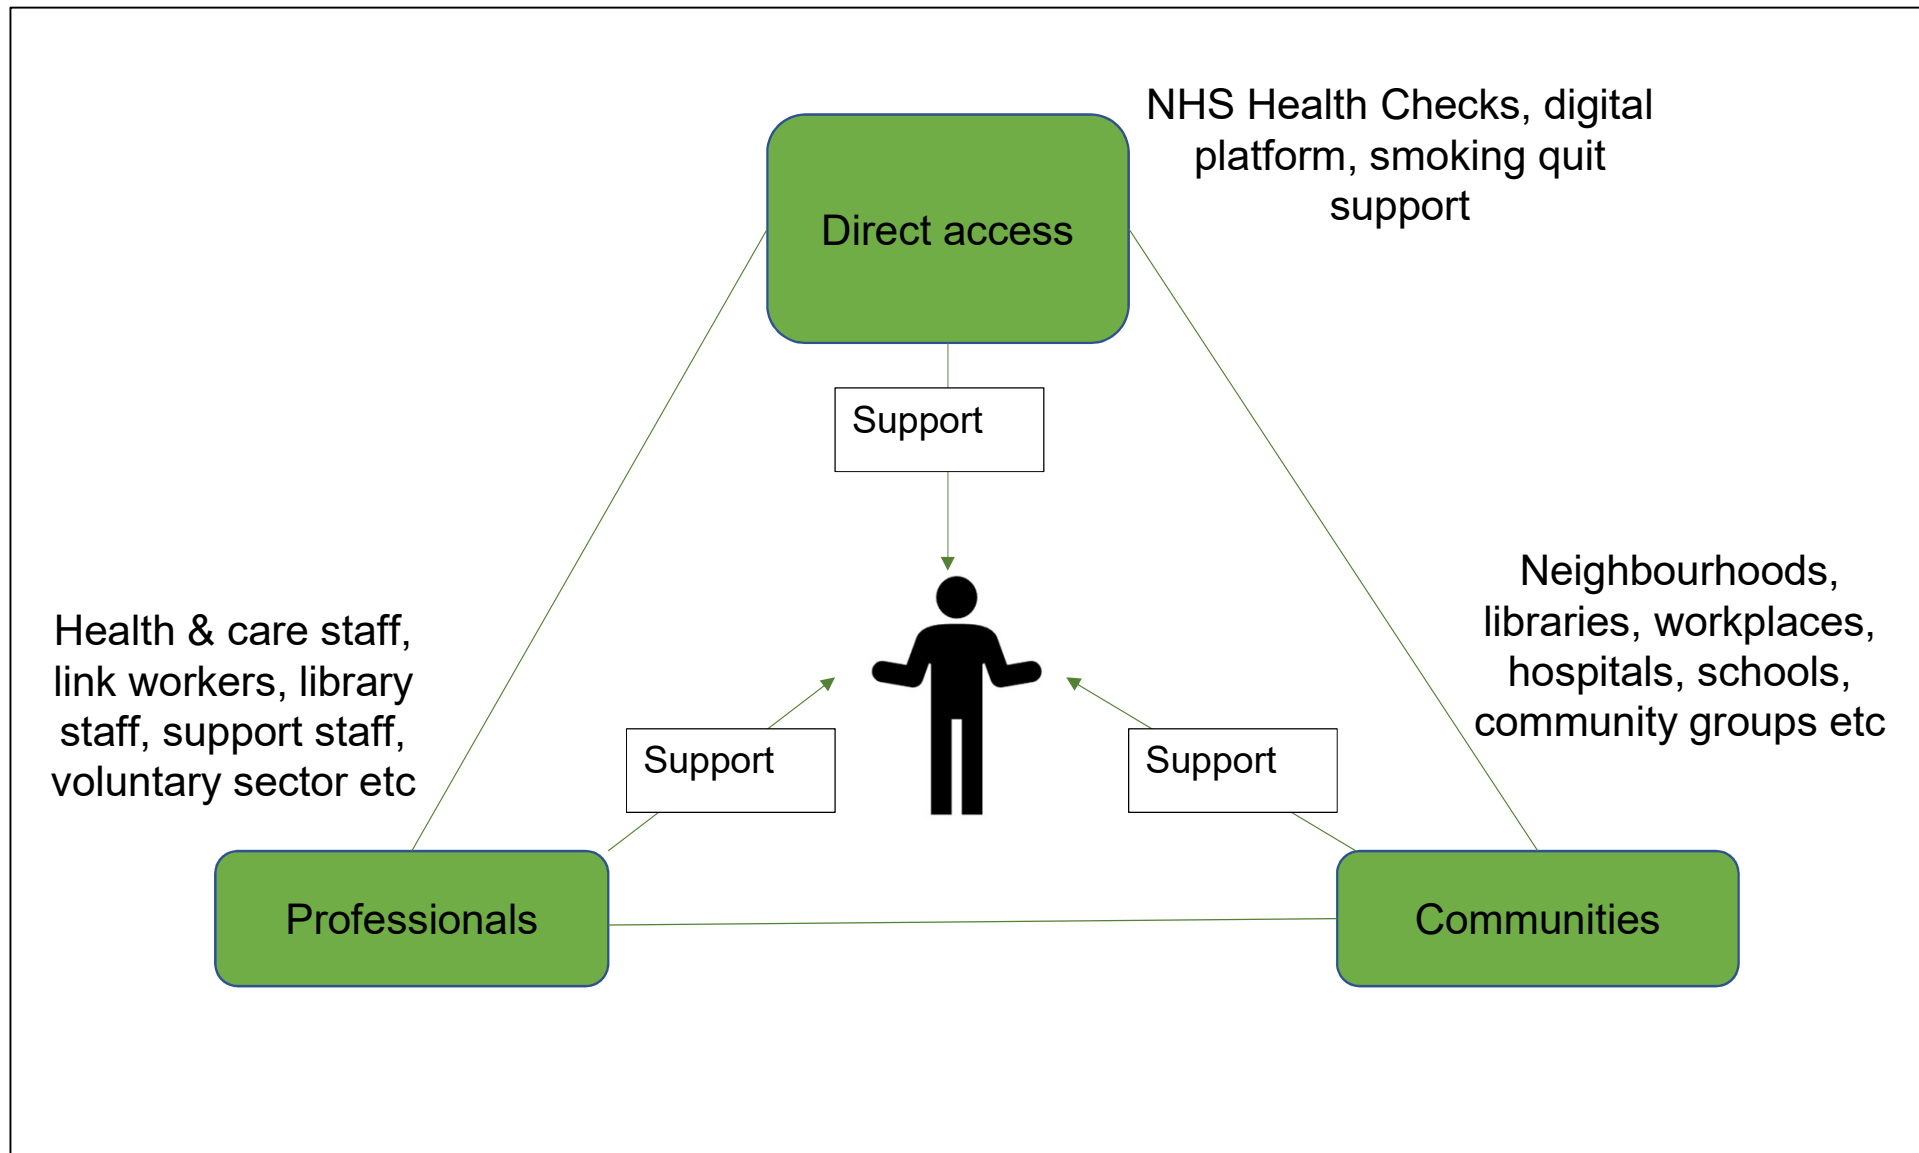 NHS Health Checks, digital
platform, smoking quit
support
Direct access
Support
Neighbourhoods,
libraries, workplaces,
hospitals, schools,
community groups etc
Health & care staff,
link workers, library
staff, support staff,
voluntary sector etc
Support
Support
Professionals
Communities